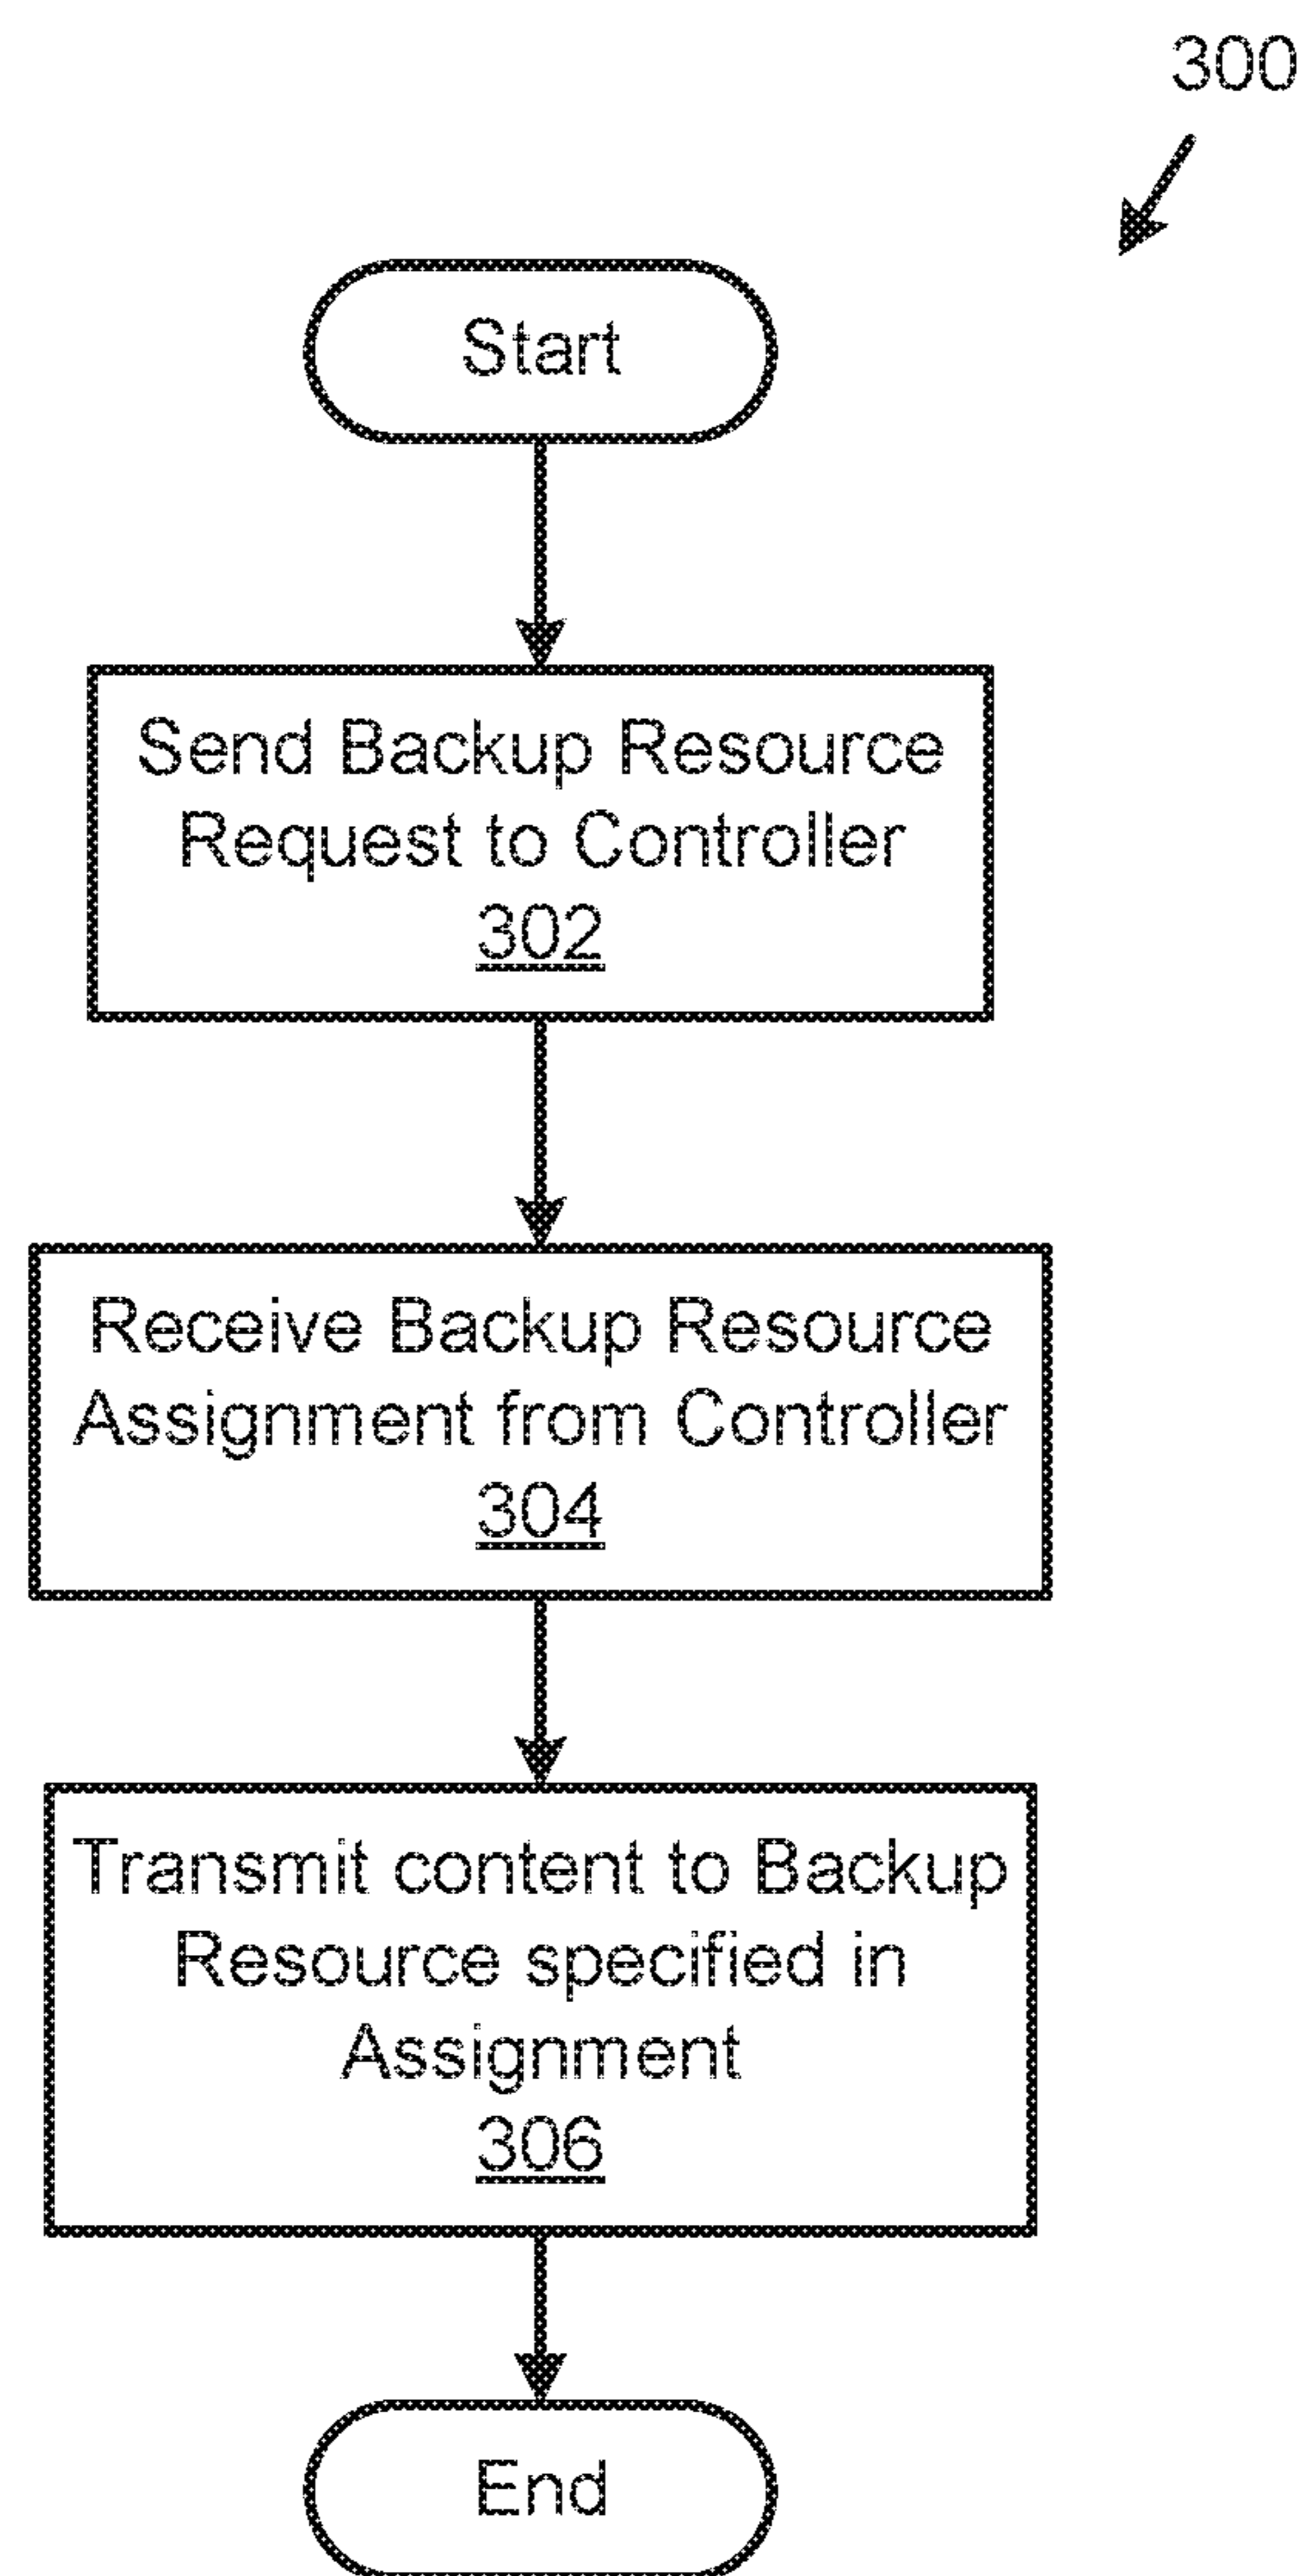 300
Start
Send Backup Resource
Request to Controller
302
Receive Backup Resource
Assignment from Controller
304
Transmit content to Backup
Resource specified in
Assignment
306
End